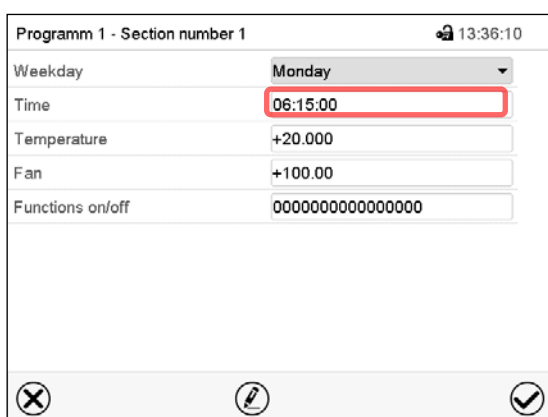 Programm 1 - Section number 1 13:36:10
Weekday Monday
Time 06:15:00
Temperature +20.000
Fan +100.00
Functions on/off 0000000000000000